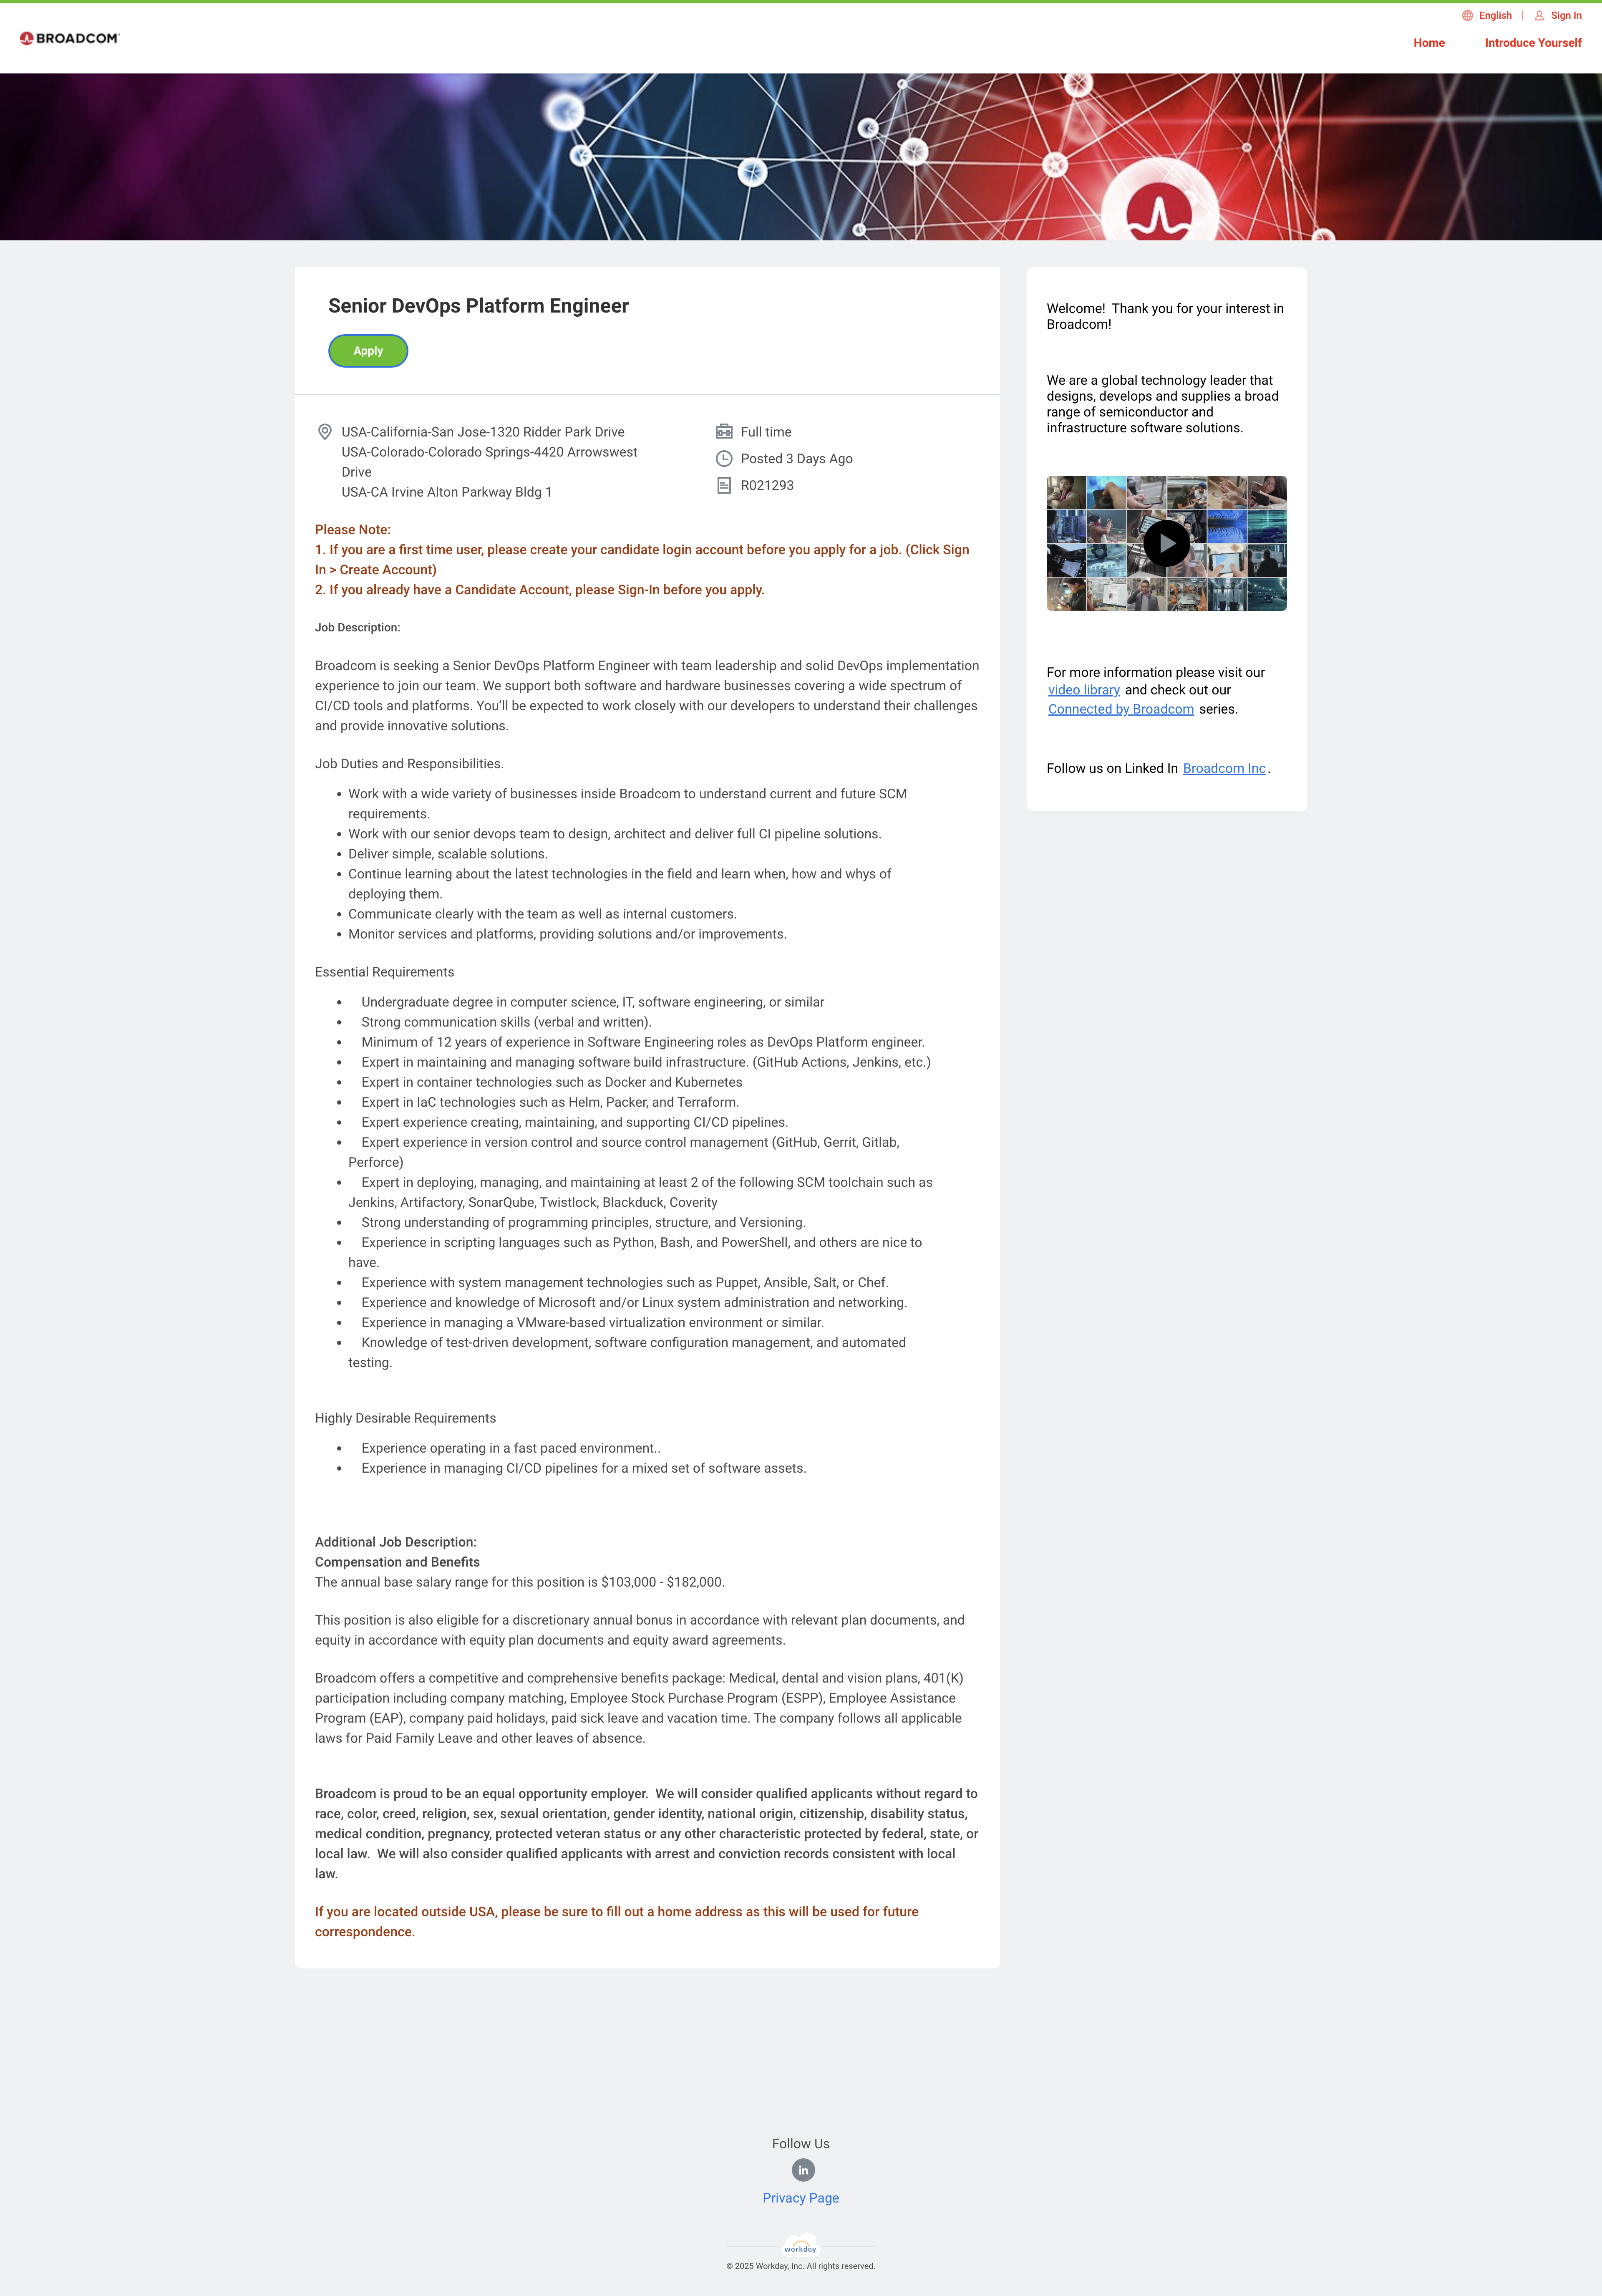 English | Sign In
BROADCOM
Home Introduce Yourself
Senior DevOps Platform Engineer
Apply
USA-California-San Jose-1320 Ridder Park Drive
USA-Colorado-Colorado Springs-4420 Arrowswest
Drive
USA-CA Irvine Alton Parkway Bldg 1
Full time
Posted 3 Days Ago
R021293
Please Note:
1. If you are a first time user, please create your candidate login account before you apply for a job. (Click Sign
In > Create Account)
2. If you already have a Candidate Account, please Sign-In before you apply.
Job Description:
Broadcom is seeking a Senior DevOps Platform Engineer with team leadership and solid DevOps implementation
experience to join our team. We support both software and hardware businesses covering a wide spectrum of
CI/CD tools and platforms. You’ll be expected to work closely with our developers to understand their challenges
and provide innovative solutions.
Job Duties and Responsibilities.
• Work with a wide variety of businesses inside Broadcom to understand current and future SCM
requirements.
• Work with our senior devops team to design, architect and deliver full CI pipeline solutions.
• Deliver simple, scalable solutions.
• Continue learning about the latest technologies in the field and learn when, how and whys of
deploying them.
• Communicate clearly with the team as well as internal customers.
• Monitor services and platforms, providing solutions and/or improvements.
Essential Requirements
• Undergraduate degree in computer science, IT, software engineering, or similar
• Strong communication skills (verbal and written).
• Minimum of 12 years of experience in Software Engineering roles as DevOps Platform engineer.
• Expert in maintaining and managing software build infrastructure. (GitHub Actions, Jenkins, etc.)
• Expert in container technologies such as Docker and Kubernetes
• Expert in IaC technologies such as Helm, Packer, and Terraform.
• Expert experience creating, maintaining, and supporting CI/CD pipelines.
• Expert experience in version control and source control management (GitHub, Gerrit, Gitlab,
Perforce)
• Expert in deploying, managing, and maintaining at least 2 of the following SCM toolchain such as
Jenkins, Artifactory, SonarQube, Twistlock, Blackduck, Coverity
• Strong understanding of programming principles, structure, and Versioning.
• Experience in scripting languages such as Python, Bash, and PowerShell, and others are nice to
have.
• Experience with system management technologies such as Puppet, Ansible, Salt, or Chef.
• Experience and knowledge of Microsoft and/or Linux system administration and networking.
• Experience in managing a VMware-based virtualization environment or similar.
• Knowledge of test-driven development, software configuration management, and automated
testing.
Highly Desirable Requirements
• Experience operating in a fast paced environment..
• Experience in managing CI/CD pipelines for a mixed set of software assets.
Additional Job Description:
Compensation and Benefits
The annual base salary range for this position is $103,000 - $182,000.
This position is also eligible for a discretionary annual bonus in accordance with relevant plan documents, and
equity in accordance with equity plan documents and equity award agreements.
Broadcom offers a competitive and comprehensive benefits package: Medical, dental and vision plans, 401(K)
participation including company matching, Employee Stock Purchase Program (ESPP), Employee Assistance
Program (EAP), company paid holidays, paid sick leave and vacation time. The company follows all applicable
laws for Paid Family Leave and other leaves of absence.
Broadcom is proud to be an equal opportunity employer.  We will consider qualified applicants without regard to
race, color, creed, religion, sex, sexual orientation, gender identity, national origin, citizenship, disability status,
medical condition, pregnancy, protected veteran status or any other characteristic protected by federal, state, or
local law.  We will also consider qualified applicants with arrest and conviction records consistent with local
law.
If you are located outside USA, please be sure to fill out a home address as this will be used for future
correspondence.
Welcome!  Thank you for your interest in
Broadcom!
We are a global technology leader that
designs, develops and supplies a broad
range of semiconductor and
infrastructure software solutions.
For more information please visit our
video library and check out our
Connected by Broadcom series.
Follow us on Linked In Broadcom Inc.
Follow Us
in
Privacy Page
workday.
© 2025 Workday, Inc. All rights reserved.